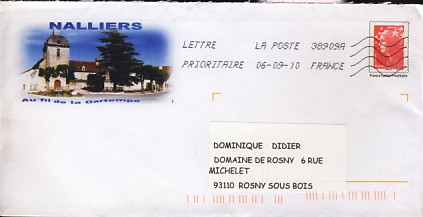 NALLIERS
LETTRE LA POSTE 38909A
PRIORITAIRE 06-09-10 FRANCE
Au fil de la Gartempe
DOMINIQUE DIDIER
DOMAINE DE ROSNY 6 RUE
MICHELET
93110 ROSNY SOUS BOIS